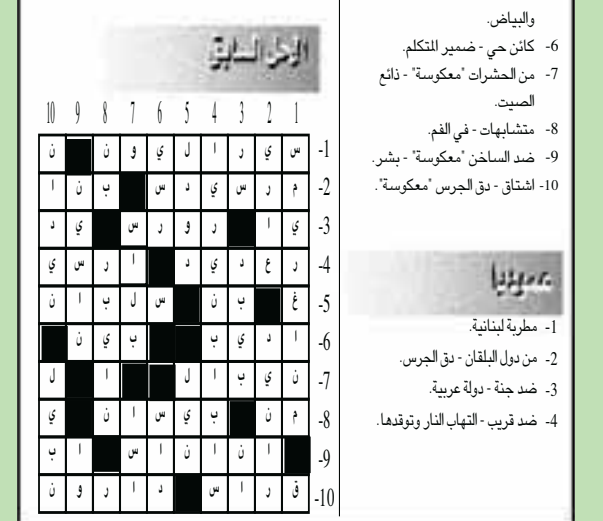 والبياض.
6- كائن حي - ضمير المتكلم.
7- من الحشرات "معكوسة" - ذائع
الصيت.
8- متشابهات - في الفم.
9- ضد الساخن "معكوسة" - بشر.
10- اشتاق - دق الجرس "معكوسة".
عموديا
1- مطربة لبنانية.
2- من دول البلقان - دق الجرس.
3- ضد جنة - دولة عربية.
4- ضد قريب - التهاب النار وتوقدها.
الحل السابق
1 2 3 4 5 6 7 8 9 10
1- س ي ر ا ل ي و ن ن
2- م ر س ي د س ب ن ا
3- ي ا ر و ر س ي د
4- ر ع د ي د ا ر س ي
5- غ ب ن س ل ب ا ن
6- ا د ي ب ب ي ن
7- ن ي ب ا ل ا ل
8- م ن ب ي س ا ن ي
9- ا ن ا ن ا س ا ب
10- ق ر ا س د ا ر و ن